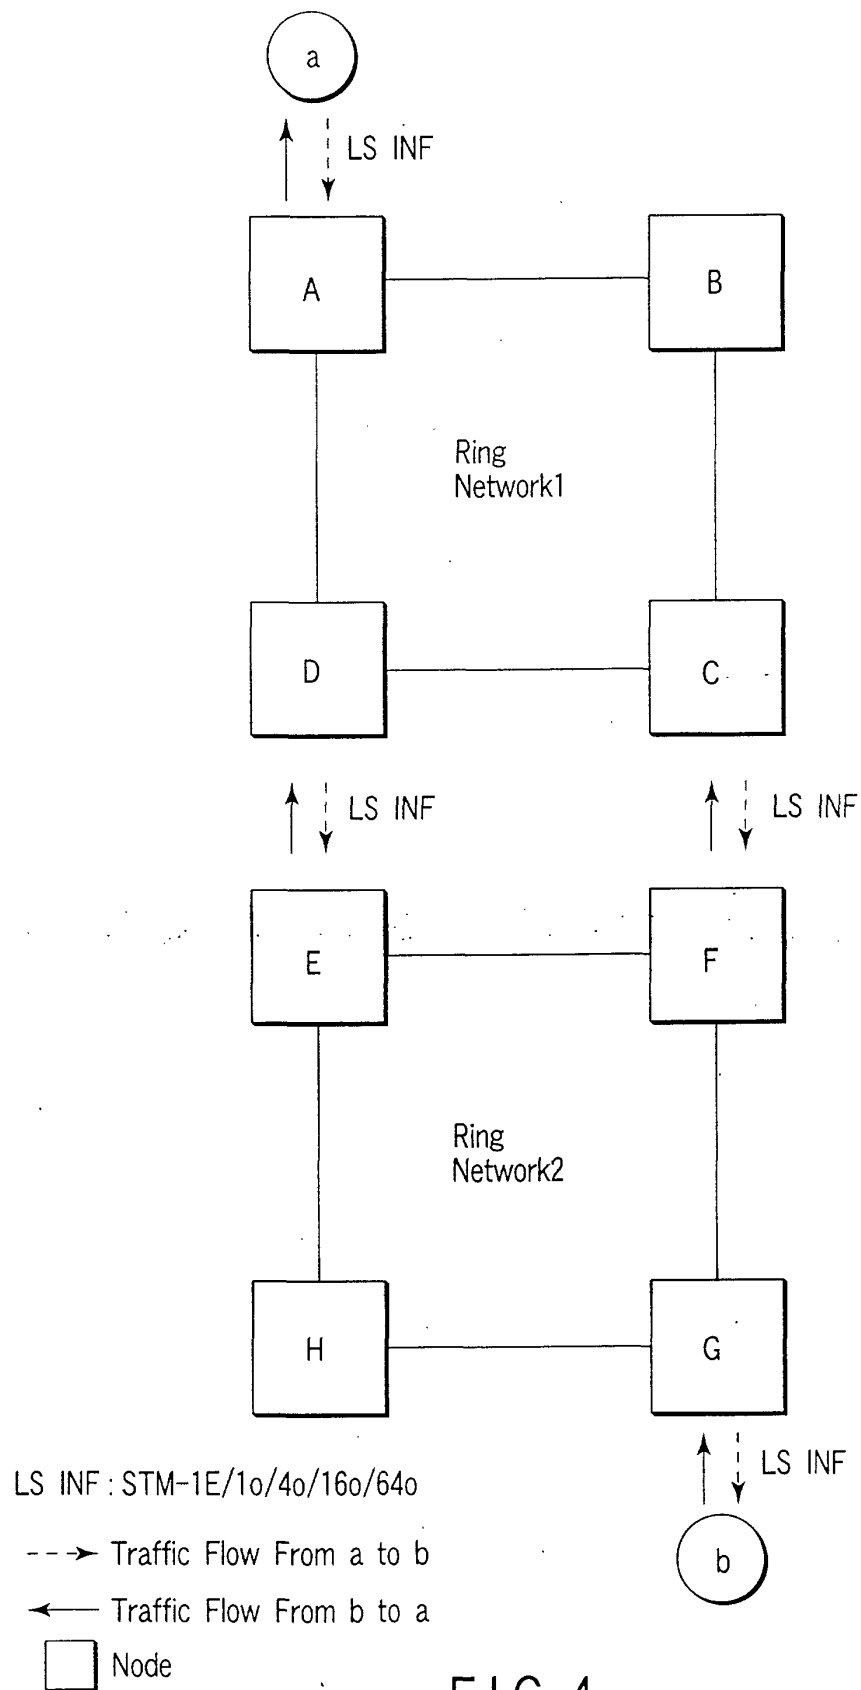 a
LS INF
A
B
Ring
Network1
D
C
LS INF
LS INF
E
F
Ring
Network2
H
G
LS INF
LS INF : STM-1E/1o/4o/16o/64o
Traffic Flow From a to b
b
Traffic Flow From b to a
Node